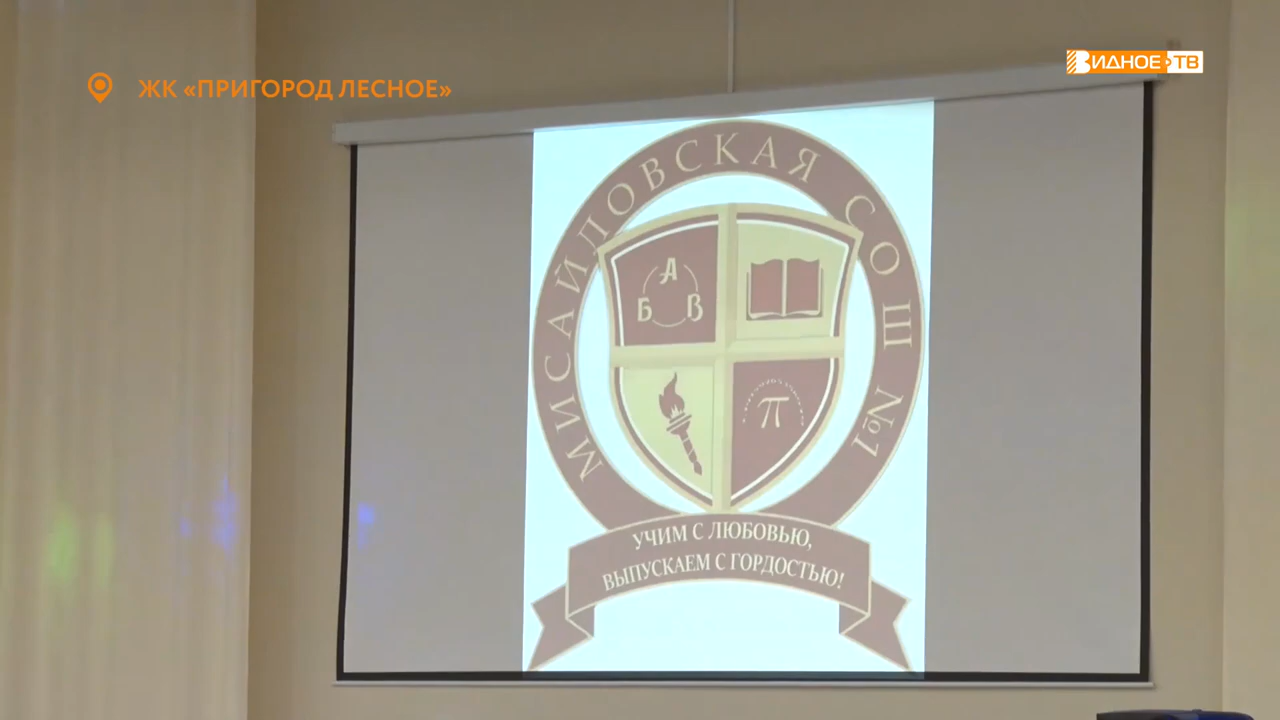 ЖК «ПРИГОРОД ЛЕСНОЕ»
ВИДНОЕ ТВ
МИСАЙЛОВСКАЯ СОШ №1
А
Б В
π
УЧИМ С ЛЮБОВЬЮ,
ВЫПУСКАЕМ С ГОРДОСТЬЮ!